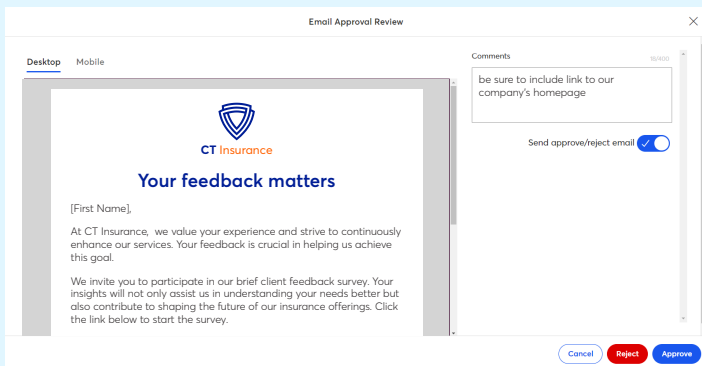 Email Approval Review
Desktop Mobile
CT Insurance
Your feedback matters
[First Name],
At CT Insurance, we value your experience and strive to continuously
enhance our services. Your feedback is crucial in helping us achieve
this goal.
We invite you to participate in our brief client feedback survey. Your
insights will not only assist us in understanding your needs better but
also contribute to shaping the future of our insurance offerings. Click
the link below to start the survey.
Comments
16/400
be sure to include link to our
company's homepage
Send approve/reject email
Cancel Reject Approve